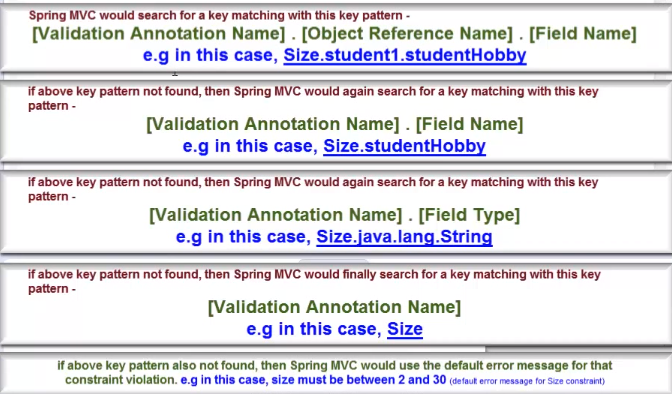 Spring MVC would search for a key matching with this key pattern -
[Validation Annotation Name] . [Object Reference Name] . [Field Name]
e.g in this case, Size.student1.studentHobby
if above key pattern not found, then Spring MVC would again search for a key matching with this key
pattern -
[Validation Annotation Name] . [Field Name]
e.g in this case, Size.studentHobby
if above key pattern not found, then Spring MVC would again search for a key matching with this key
pattern -
[Validation Annotation Name] . [Field Type]
e.g in this case, Size.java.lang.String
if above key pattern not found, then Spring MVC would finally search for a key matching with this key
pattern -
[Validation Annotation Name]
e.g in this case, Size
if above key pattern also not found, then Spring MVC would use the default error message for that
constraint violation. e.g in this case, size must be between 2 and 30 (default error message for Size constraint)